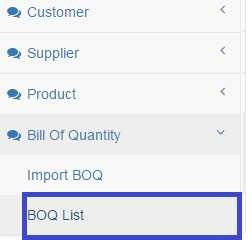 Customer
Supplier
Product
Bill Of Quantity
Import BOQ
BOQ List